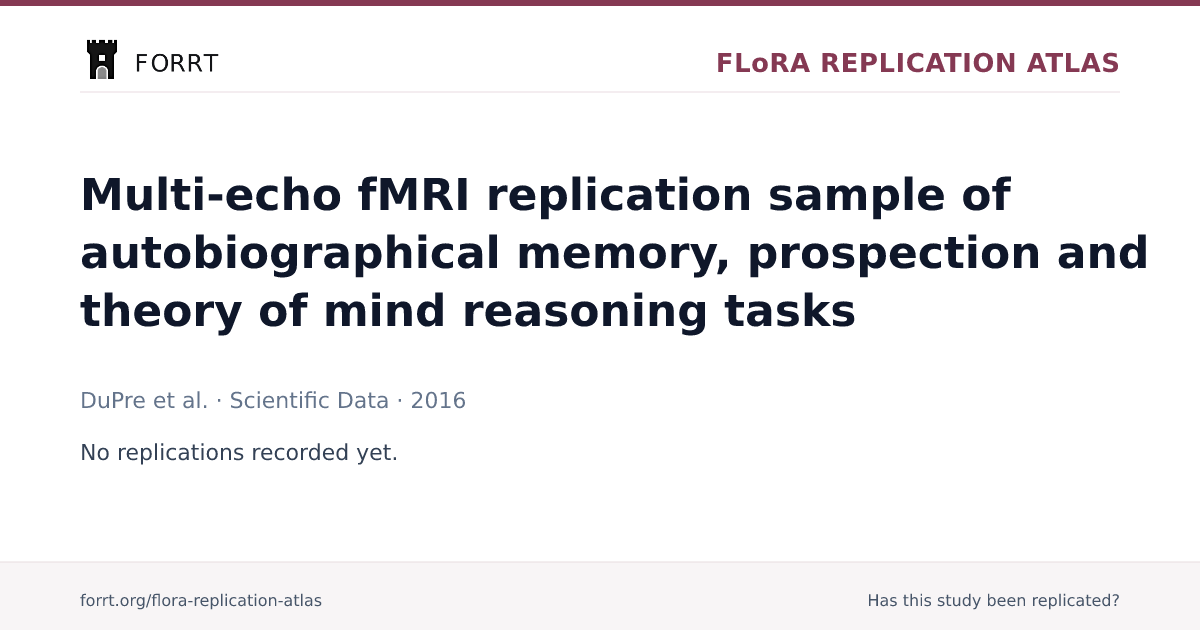 FORRT
FLoRA REPLICATION ATLAS
Multi-echo fMRI replication sample of
autobiographical memory, prospection and
theory of mind reasoning tasks
DuPre et al. · Scientific Data · 2016
No replications recorded yet.
forrt.org/flora-replication-atlas
Has this study been replicated?